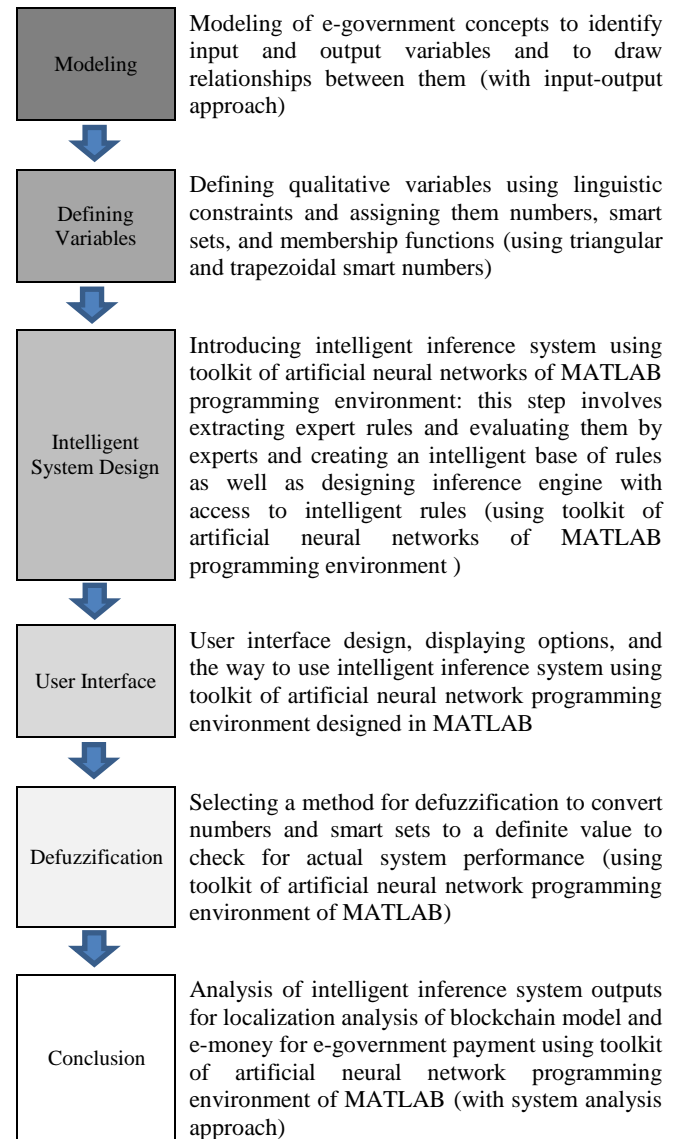 Modeling
Modeling of e-government concepts to identify
input and output variables and to draw
relationships between them (with input-output
approach)
Defining
Variables
Defining qualitative variables using linguistic
constraints and assigning them numbers, smart
sets, and membership functions (using triangular
and trapezoidal smart numbers)
Intelligent
System Design
Introducing intelligent inference system using
toolkit of artificial neural networks of MATLAB
programming environment: this step involves
extracting expert rules and evaluating them by
experts and creating an intelligent base of rules
as well as designing inference engine with
access to intelligent rules (using toolkit of
artificial neural networks of MATLAB
programming environment )
User Interface
User interface design, displaying options, and
the way to use intelligent inference system using
toolkit of artificial neural network programming
environment designed in MATLAB
Defuzzification
Selecting a method for defuzzification to convert
numbers and smart sets to a definite value to
check for actual system performance (using
toolkit of artificial neural network programming
environment of MATLAB)
Conclusion
Analysis of intelligent inference system outputs
for localization analysis of blockchain model and
e-money for e-government payment using toolkit
of artificial neural network programming
environment of MATLAB (with system analysis
approach)